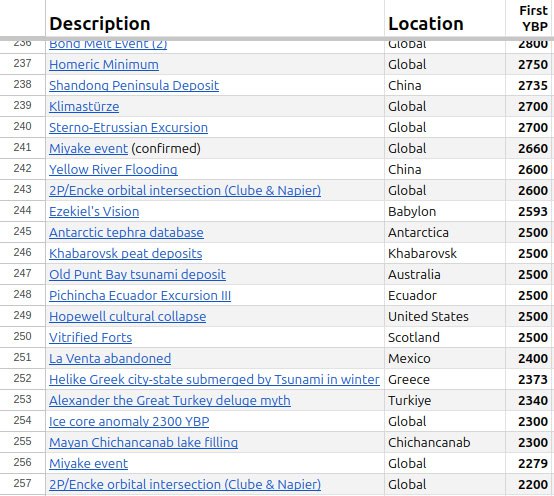 Description Location First YBP
236 Bond Melt Event (2) Global 2800
237 Homeric Minimum Global 2750
238 Shandong Peninsula Deposit China 2735
239 Klimastürze Global 2700
240 Sterno-Etrussian Excursion Global 2700
241 Miyake event (confirmed) Global 2660
242 Yellow River Flooding China 2600
243 2P/Encke orbital intersection (Clube & Napier) Global 2600
244 Ezekiel's Vision Babylon 2593
245 Antarctic tephra database Antarctica 2500
246 Khabarovsk peat deposits Khabarovsk 2500
247 Old Punt Bay tsunami deposit Australia 2500
248 Pichincha Ecuador Excursion III Ecuador 2500
249 Hopewell cultural collapse United States 2500
250 Vitrified Forts Scotland 2500
251 La Venta abandoned Mexico 2400
252 Helike Greek city-state submerged by Tsunami in winter Greece 2373
253 Alexander the Great Turkey deluge myth Turkiye 2340
254 Ice core anomaly 2300 YBP Global 2300
255 Mayan Chichancanab lake filling Chichancanab 2300
256 Miyake event Global 2279
257 2P/Encke orbital intersection (Clube & Napier) Global 2200